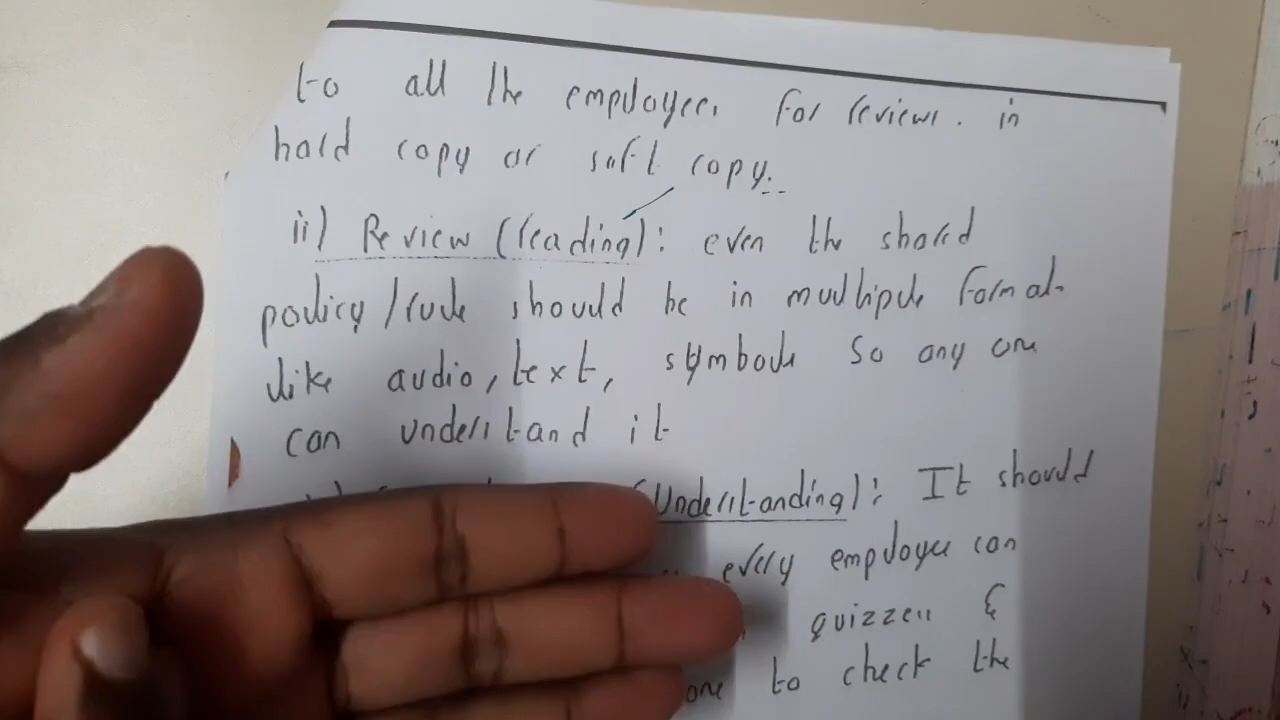 to all the employees for reviews. in
hard copy or soft copy.
ii) Review (reading): even the shared
policy/rule should be in multiple format
like audio, text, symbols so any one
can understand it
(Understanding): It should
every employee can
quizzes &
one to check the